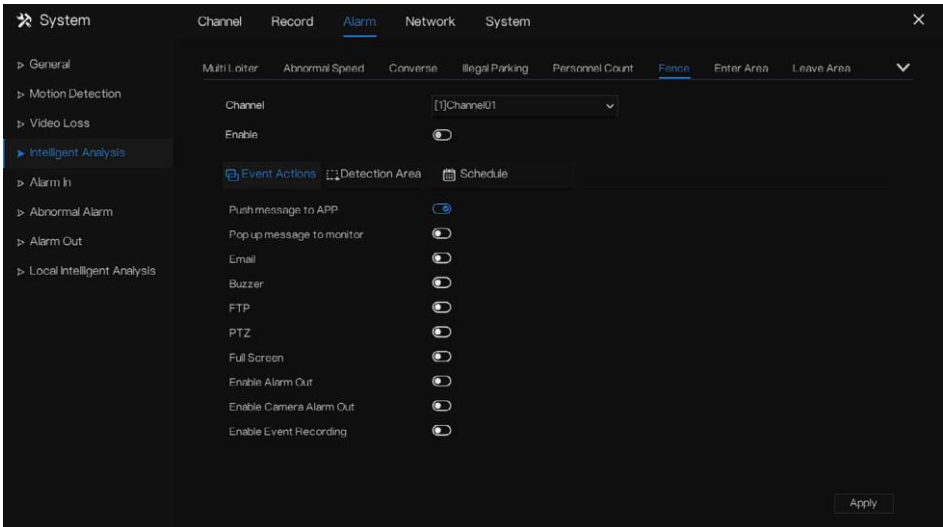 System
Channel Record Alarm Network System
General
Motion Detection
Video Loss
Intelligent Analysis
Alarm In
Abnormal Alarm
Alarm Out
Local Intelligent Analysis
Multi Loiter Abnormal Speed Converse Illegal Parking Personnel Count Fence Enter Area Leave Area
Channel [1]Channel01
Enable
Event Actions Detection Area Schedule
Push message to APP
Pop up message to monitor
Email
Buzzer
FTP
PTZ
Full Screen
Enable Alarm Out
Enable Camera Alarm Out
Enable Event Recording
Apply